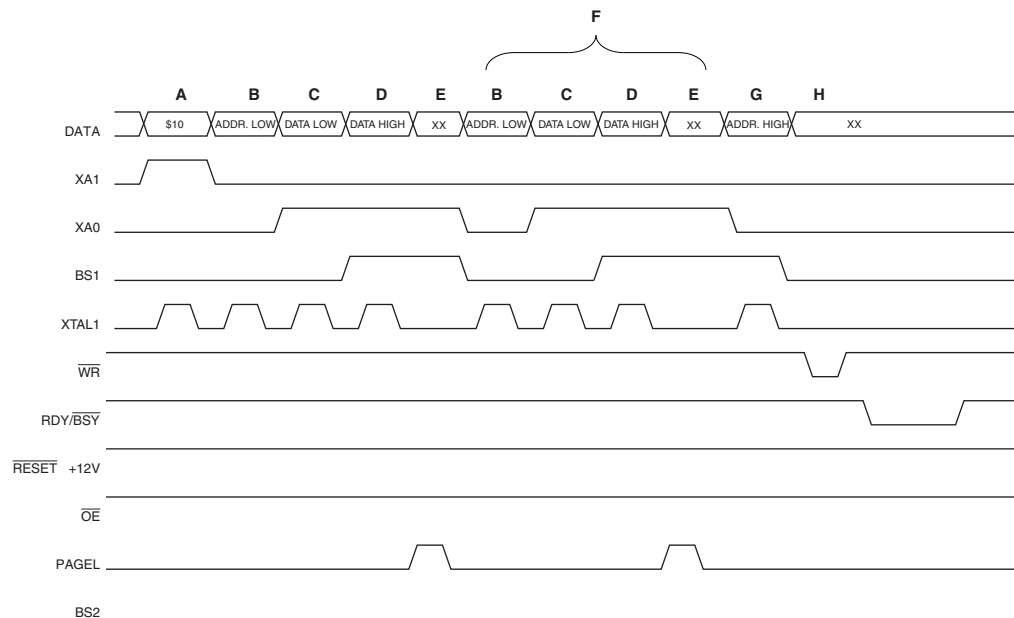 F
A B C D E B C D E G H
DATA $10 ADDR. LOW DATA LOW DATA HIGH XX ADDR. LOW DATA LOW DATA HIGH XX ADDR. HIGH XX
XA1
XA0
BS1
XTAL1
WR
RDY/BSY
RESET +12V
OE
PAGEL
BS2